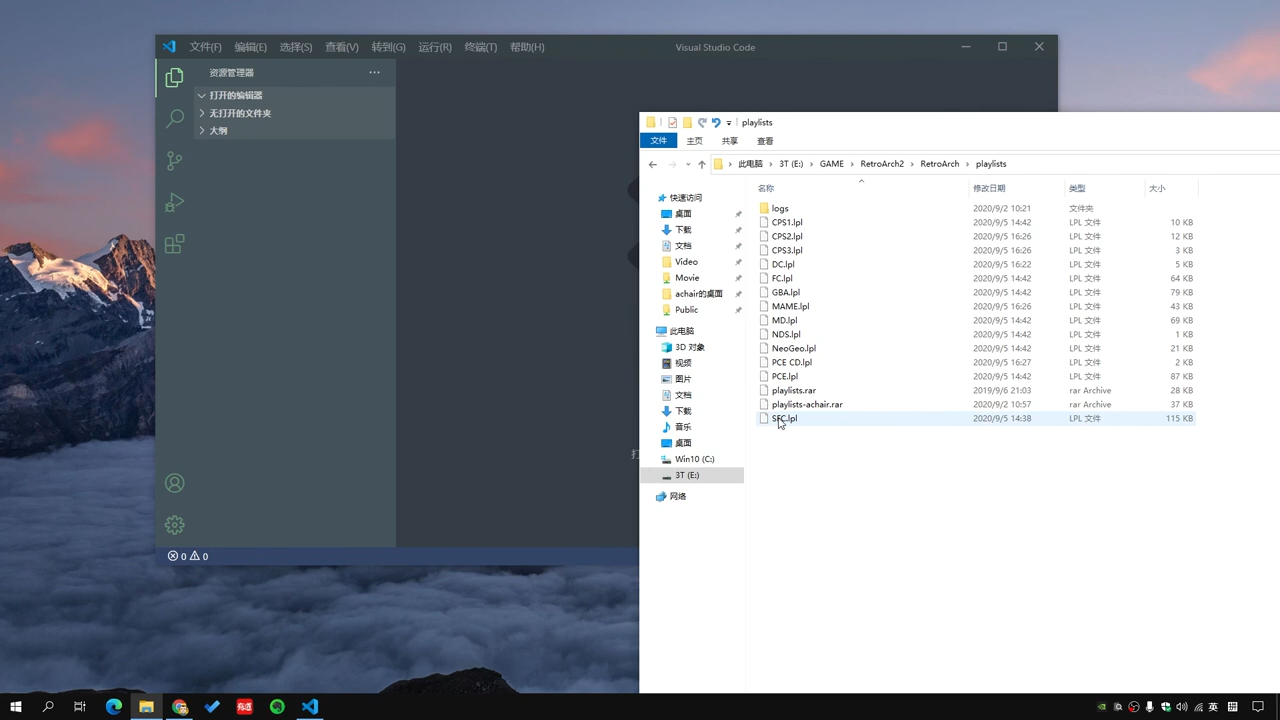 文件(F) 编辑(E) 选择(S) 查看(V) 转到(G) 运行(R) 终端(T) 帮助(H) Visual Studio Code
资源管理器
打开的编辑器
无打开的文件夹
大纲
0 0
playlists
文件 主页 共享 查看
此电脑 3T (E:) GAME RetroArch2 RetroArch playlists
快速访问
桌面
下载
文档
Video
Movie
achair的桌面
Public
此电脑
3D 对象
视频
图片
文档
下载
音乐
桌面
Win10 (C:)
3T (E:)
网络
名称 修改日期 类型 大小
logs 2020/9/2 10:21 文件夹
CPS1.lpl 2020/9/5 14:42 LPL 文件 10 KB
CPS2.lpl 2020/9/5 16:26 LPL 文件 12 KB
CPS3.lpl 2020/9/5 16:26 LPL 文件 3 KB
DC.lpl 2020/9/5 16:22 LPL 文件 5 KB
FC.lpl 2020/9/5 14:42 LPL 文件 64 KB
GBA.lpl 2020/9/5 14:42 LPL 文件 79 KB
MAME.lpl 2020/9/5 16:26 LPL 文件 43 KB
MD.lpl 2020/9/5 14:42 LPL 文件 69 KB
NDS.lpl 2020/9/5 14:42 LPL 文件 1 KB
NeoGeo.lpl 2020/9/5 14:42 LPL 文件 21 KB
PCE CD.lpl 2020/9/5 16:27 LPL 文件 2 KB
PCE.lpl 2020/9/5 14:42 LPL 文件 87 KB
playlists.rar 2019/9/6 21:03 rar Archive 28 KB
playlists-achair.rar 2020/9/2 10:57 rar Archive 37 KB
SFC.lpl 2020/9/5 14:38 LPL 文件 115 KB
有道
英 拼